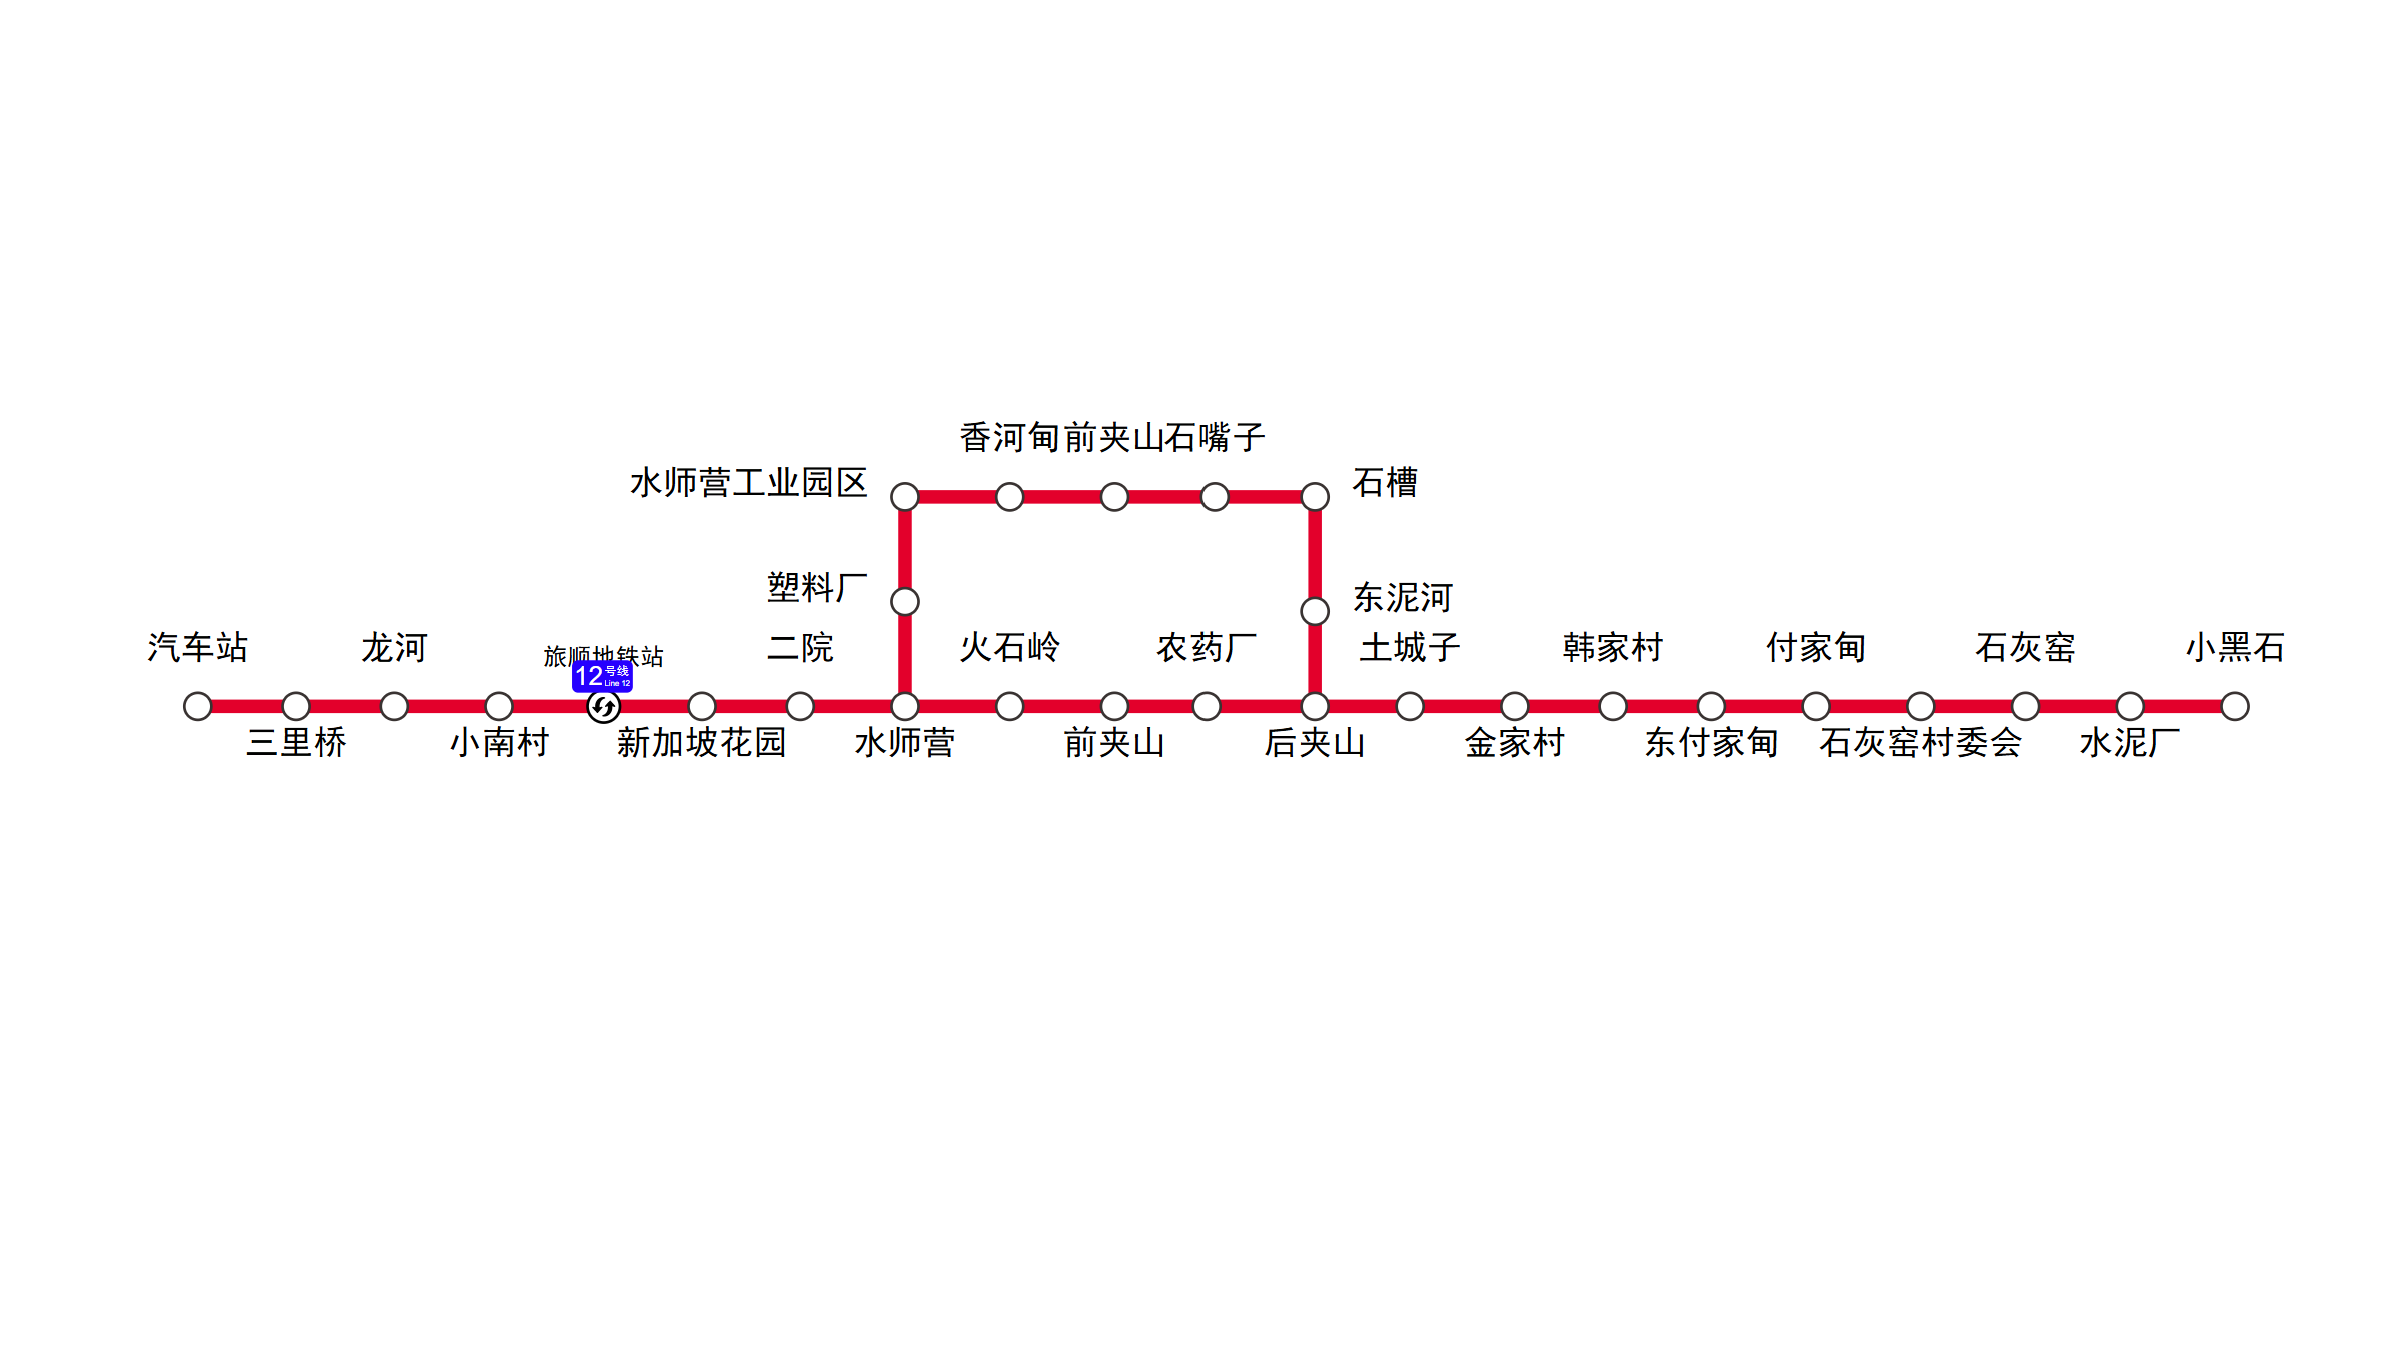 香河甸 前夹山 石嘴子
水师营工业园区 石槽
塑料厂 东泥河
汽车站 龙河 旅顺地铁站 二院 火石岭 农药厂 土城子 韩家村 付家甸 石灰窑 小黑石
12 号线
Line 12
三里桥 小南村 新加坡花园 水师营 前夹山 后夹山 金家村 东付家甸 石灰窑村委会 水泥厂